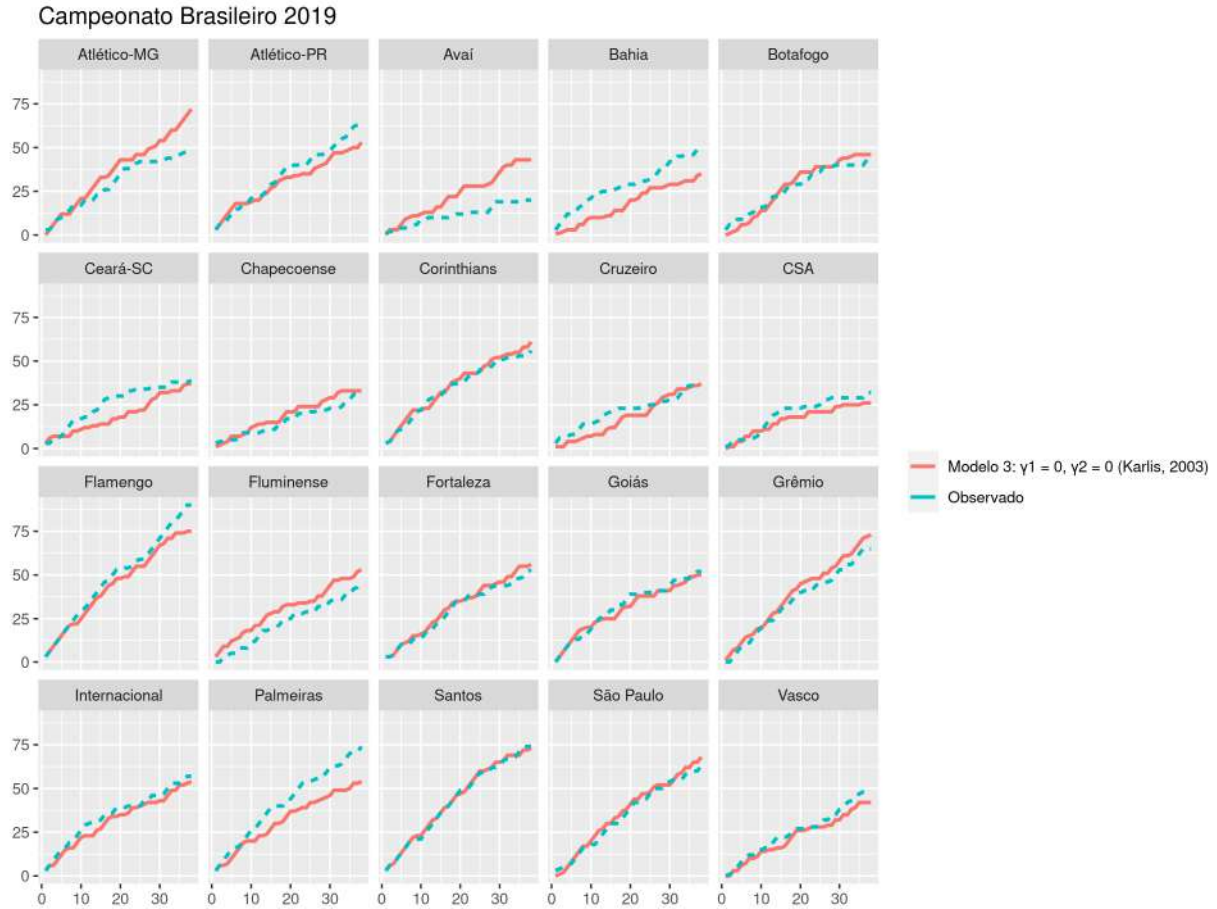 Campeonato Brasileiro 2019
Atlético-MG Atlético-PR Avaí Bahia Botafogo
75
50
25
0
Ceará-SC Chapecoense Corinthians Cruzeiro CSA
75
50
25
0
Flamengo Fluminense Fortaleza Goiás Grêmio
75
50
25
0
Internacional Palmeiras Santos São Paulo Vasco
75
50
25
0
0 10 20 30 0 10 20 30 0 10 20 30 0 10 20 30 0 10 20 30
Modelo 3: γ1 = 0, γ2 = 0 (Karlis, 2003)
Observado